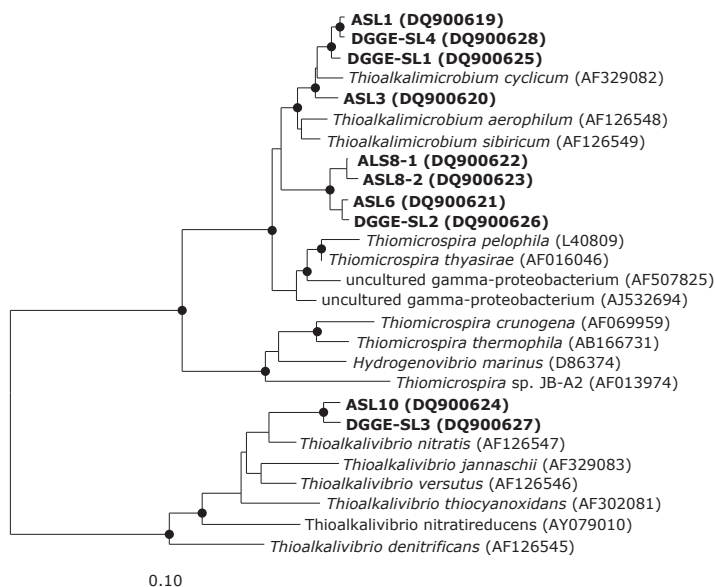 ASL1 (DQ900619)
DGGE-SL4 (DQ900628)
DGGE-SL1 (DQ900625)
Thioalkalimicrobium cyclicum (AF329082)
ASL3 (DQ900620)
Thioalkalimicrobium aerophilum (AF126548)
Thioalkalimicrobium sibiricum (AF126549)
ALS8-1 (DQ900622)
ASL8-2 (DQ900623)
ASL6 (DQ900621)
DGGE-SL2 (DQ900626)
Thiomicrospira pelophila (L40809)
Thiomicrospira thyasirae (AF016046)
uncultured gamma-proteobacterium (AF507825)
uncultured gamma-proteobacterium (AJ532694)
Thiomicrospira crunogena (AF069959)
Thiomicrospira thermophila (AB166731)
Hydrogenovibrio marinus (D86374)
Thiomicrospira sp. JB-A2 (AF013974)
ASL10 (DQ900624)
DGGE-SL3 (DQ900627)
Thioalkalivibrio nitratis (AF126547)
Thioalkalivibrio jannaschii (AF329083)
Thioalkalivibrio versutus (AF126546)
Thioalkalivibrio thiocyanoxidans (AF302081)
Thioalkalivibrio nitratireducens (AY079010)
Thioalkalivibrio denitrificans (AF126545)
0.10